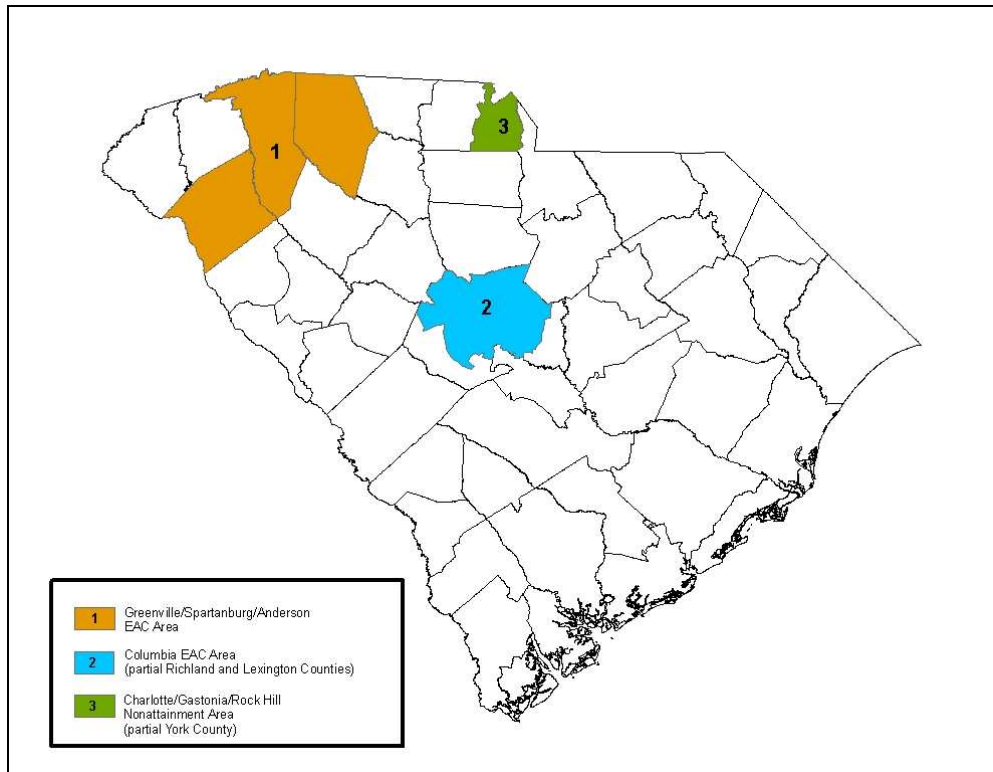 3
1
2
1 Greenville/Spartanburg/Anderson
EAC Area
2 Columbia EAC Area
(partial Richland and Lexington Counties)
3 Charlotte/Gastonia/Rock Hill
Nonattainment Area
(partial York County)